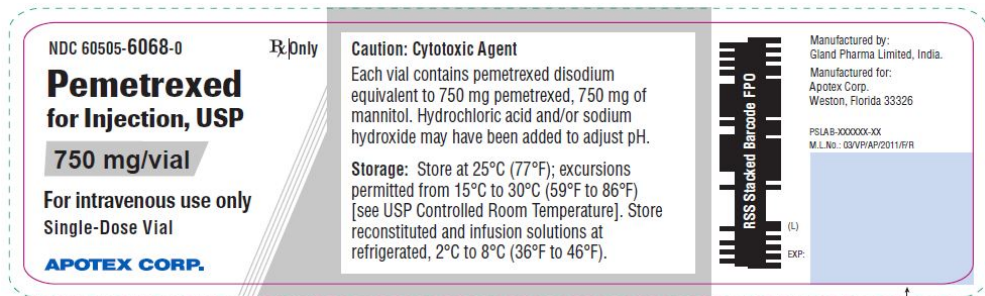 NDC 60505-6068-0
Rx Only
Pemetrexed
for Injection, USP
750 mg/vial
For intravenous use only
Single-Dose Vial
APOTEX CORP.
Caution: Cytotoxic Agent
Each vial contains pemetrexed disodium
equivalent to 750 mg pemetrexed, 750 mg of
mannitol. Hydrochloric acid and/or sodium
hydroxide may have been added to adjust pH.
Storage: Store at 25°C (77°F); excursions
permitted from 15°C to 30°C (59°F to 86°F)
[see USP Controlled Room Temperature]. Store
reconstituted and infusion solutions at
refrigerated, 2°C to 8°C (36°F to 46°F).
RSS Stacked Barcode FPO
Manufactured by:
Gland Pharma Limited, India.
Manufactured for:
Apotex Corp.
Weston, Florida 33326
PSLAB-XXXXXX-XX
M.L.No.: 03/VP/AP/2011/F/R
(L)
EXP: